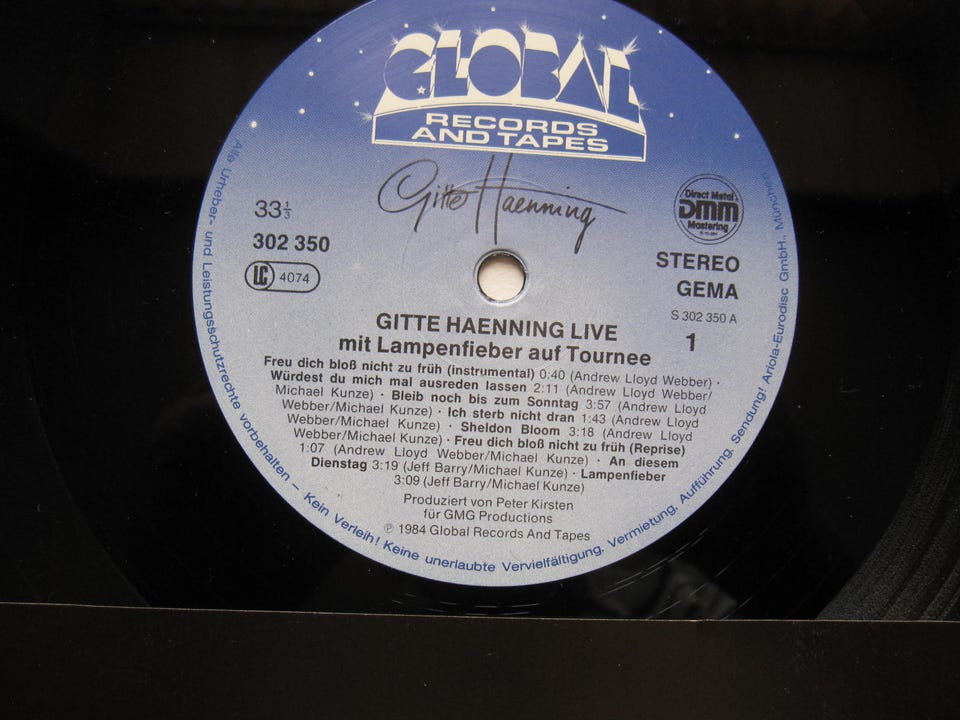 GLOBAL
RECORDS
AND TAPES
Gitte Haenning
33⅓
302 350
LC 4074
Direct Metal
DMM
Mastering
STEREO
GEMA
S 302 350 A
1
GITTE HAENNING LIVE
mit Lampenfieber auf Tournee
Freu dich bloß nicht zu früh (instrumental) 0:40 (Andrew Lloyd Webber) ·
Würdest du mich mal ausreden lassen 2:11 (Andrew Lloyd Webber/
Michael Kunze) · Bleib noch bis zum Sonntag 3:57 (Andrew Lloyd
Webber/Michael Kunze) · Ich sterb nicht dran 1:43 (Andrew Lloyd
Webber/Michael Kunze) · Sheldon Bloom 3:18 (Andrew Lloyd
Webber/Michael Kunze) · Freu dich bloß nicht zu früh (Reprise)
1:07 (Andrew Lloyd Webber/Michael Kunze) · An diesem
Dienstag 3:19 (Jeff Barry/Michael Kunze) · Lampenfieber
3:09 (Jeff Barry/Michael Kunze)
Produziert von Peter Kirsten
für GMG Productions
℗ 1984 Global Records And Tapes
Alle Urheber- und Leistungsschutzrechte vorbehalten – Kein Verleih! Keine unerlaubte Vervielfältigung, Vermietung, Aufführung, Sendung! Ariola-Eurodisc GmbH., München